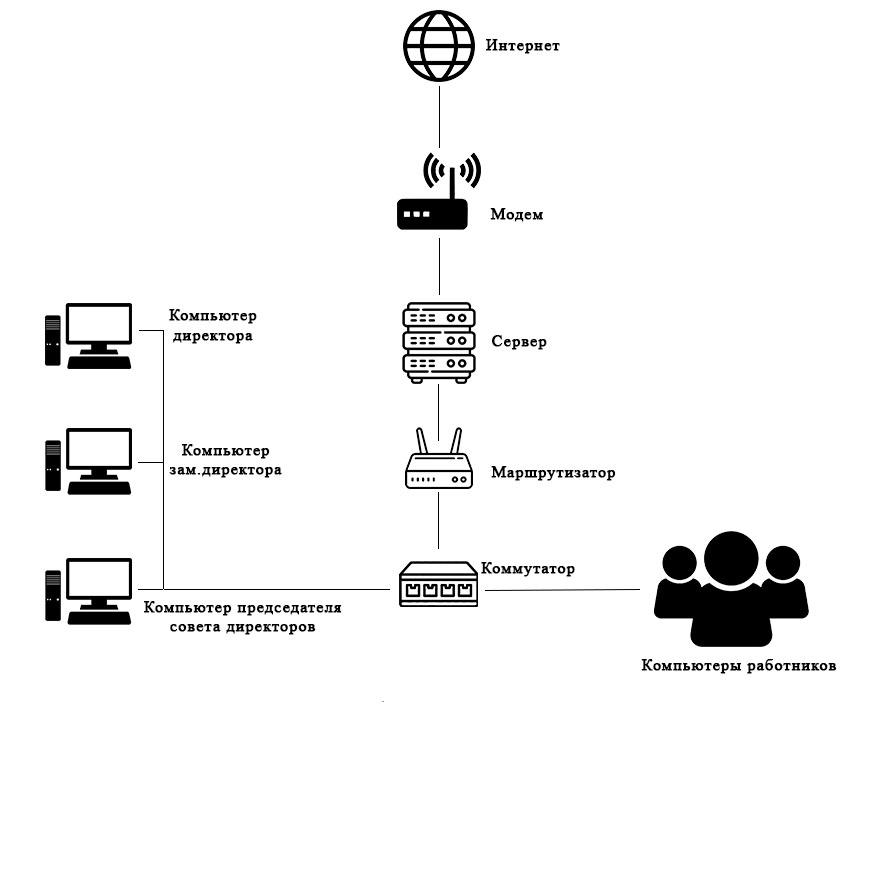 Интернет
Модем
Компьютер
директора
Сервер
Компьютер
зам.директора
Маршрутизатор
Коммутатор
Компьютер председателя
совета директоров
Компьютеры работников